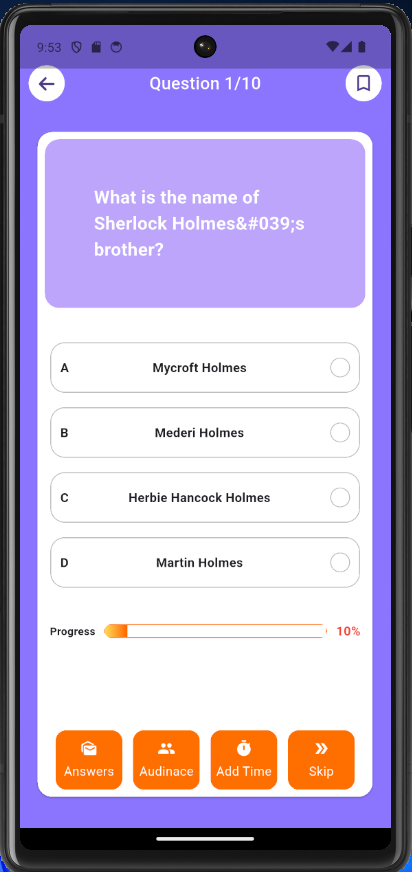 9:53
Question 1/10
What is the name of
Sherlock Holmes&#039;s
brother?
A Mycroft Holmes
B Mederi Holmes
C Herbie Hancock Holmes
D Martin Holmes
Progress 10%
Answers Audinace Add Time Skip